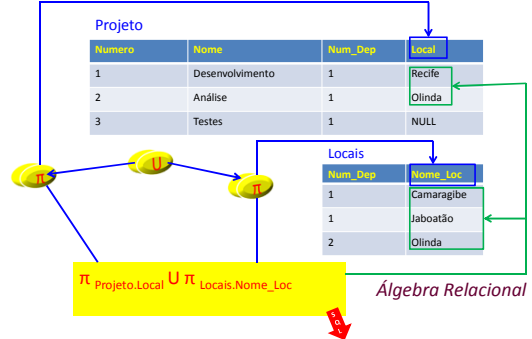 Projeto
Numero Nome Num_Dep Local
1 Desenvolvimento 1 Recife
2 Análise 1 Olinda
3 Testes 1 NULL
U
π
π
Locais
Num_Dep Nome_Loc
1 Camaragibe
1 Jaboatão
2 Olinda
π Projeto.Local U π Locais.Nome_Loc
Álgebra Relacional
SQL